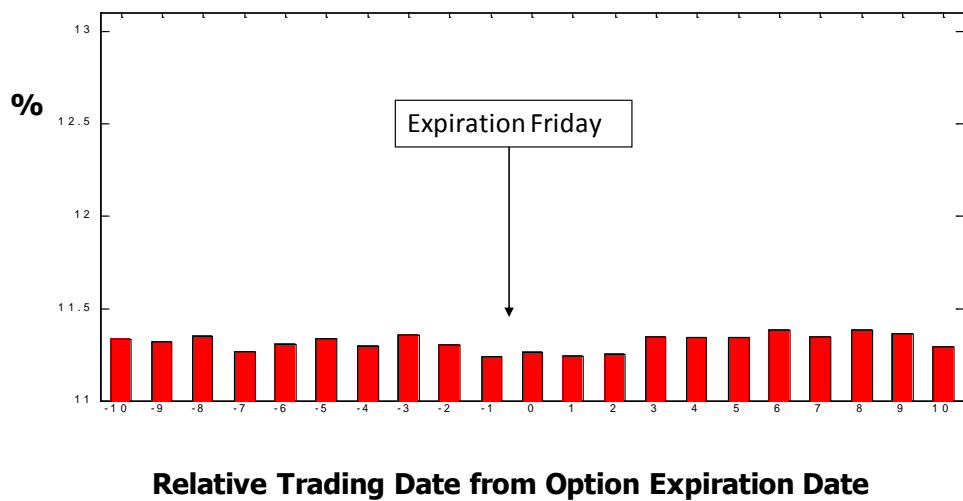 13
%
12.5
Expiration Friday
12
11.5
11
-10 -9 -8 -7 -6 -5 -4 -3 -2 -1 0 1 2 3 4 5 6 7 8 9 10
Relative Trading Date from Option Expiration Date